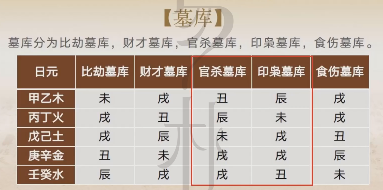 【墓库】
墓库分为比劫墓库，财才墓库，官杀墓库，印枭墓库，食伤墓库。
日元 比劫墓库 财才墓库 官杀墓库 印枭墓库 食伤墓库
甲乙木 未 戌 丑 辰 戌
丙丁火 戌 丑 辰 未 戌
戊己土 戌 辰 未 戌 丑
庚辛金 丑 未 戌 戌 辰
壬癸水 辰 戌 戌 丑 未